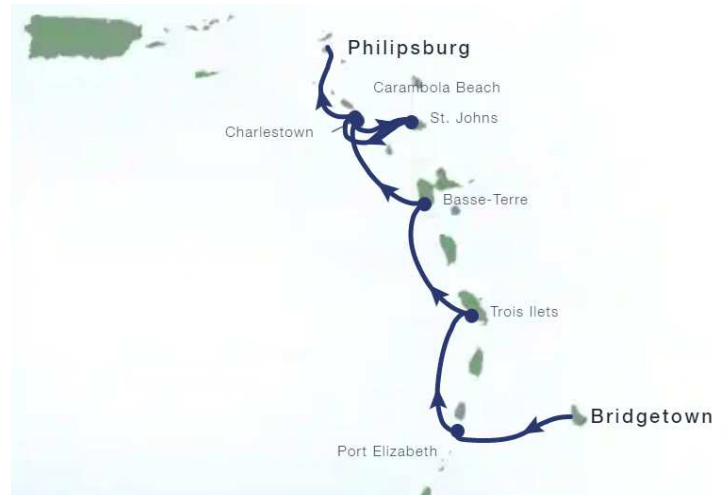 Philipsburg
Carambola Beach
St. Johns
Charlestown
Basse-Terre
Trois Ilets
Bridgetown
Port Elizabeth